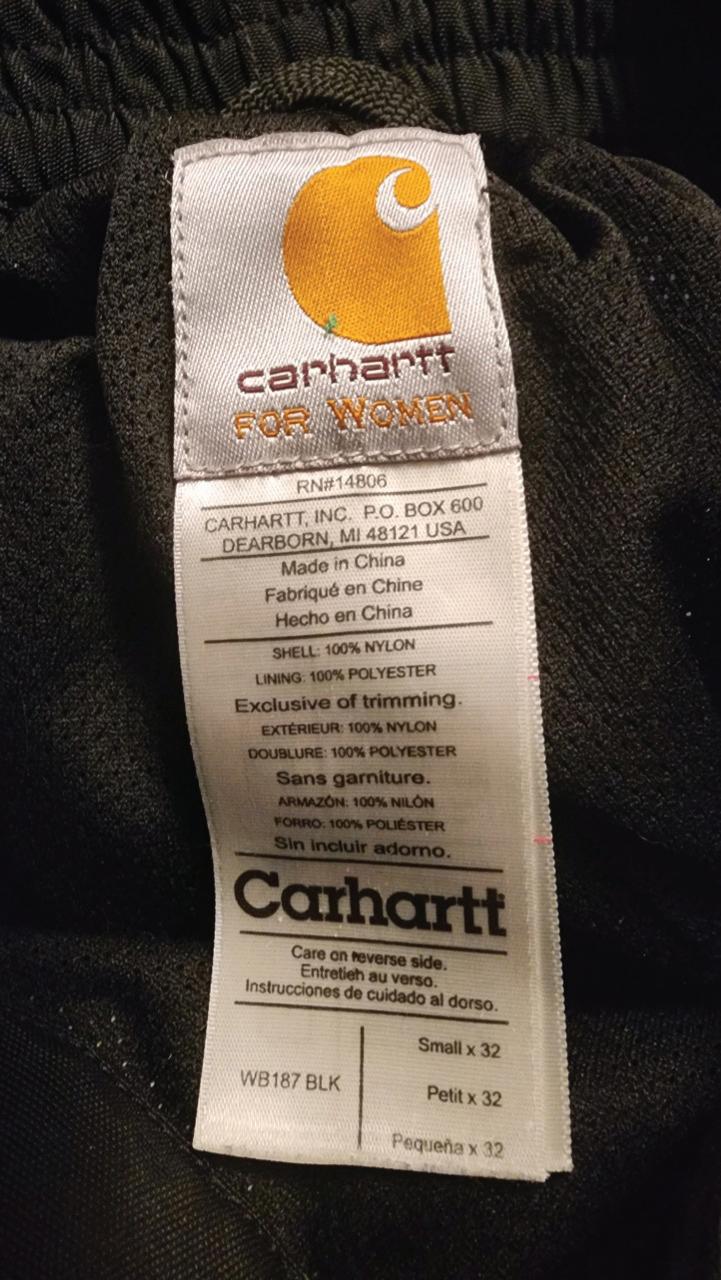 carhartt
FOR WOMEN
RN#14806
CARHARTT, INC. P.O. BOX 600
DEARBORN, MI 48121 USA
Made in China
Fabriqué en Chine
Hecho en China
SHELL: 100% NYLON
LINING: 100% POLYESTER
Exclusive of trimming.
EXTÉRIEUR: 100% NYLON
DOUBLURE: 100% POLYESTER
Sans garniture.
ARMAZÓN: 100% NILÓN
FORRO: 100% POLIÉSTER
Sin incluir adorno.
Carhartt
Care on reverse side.
Entretieh au verso.
Instrucciones de cuidado al dorso.
WB187 BLK
Small x 32
Petit x 32
Pequeña x 32